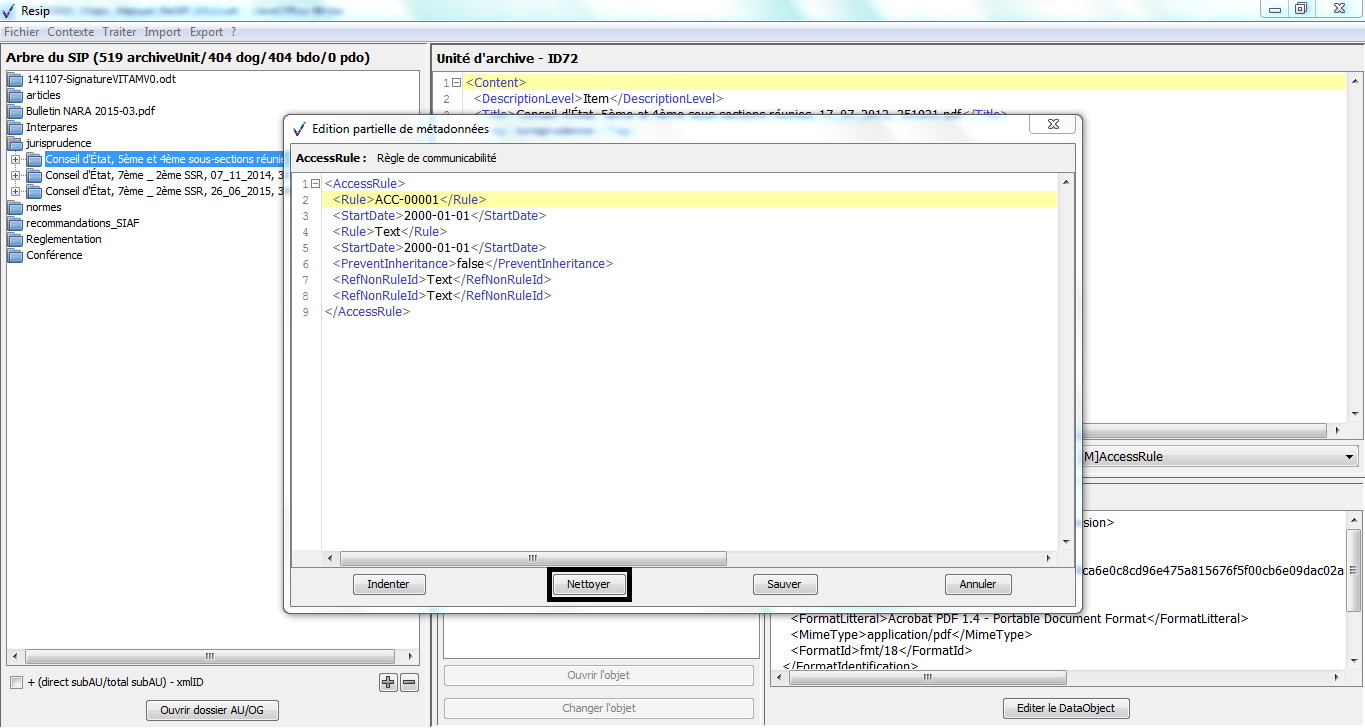 Resip
Fichier Contexte Traiter Import Export ?
Arbre du SIP (519 archiveUnit/404 dog/404 bdo/0 pdo)
141107-SignatureVITAMV0.odt
articles
Bulletin NARA 2015-03.pdf
Interpares
jurisprudence
Conseil d'État, 5ème et 4ème sous-sections réunie
Conseil d'État, 7ème _ 2ème SSR, 07_11_2014, 3
Conseil d'État, 7ème _ 2ème SSR, 26_06_2015, 3
normes
recommandations_SIAF
Reglementation
Conférence
+ (direct subAU/total subAU) - xmlID
Ouvrir dossier AU/OG
Unité d'archive - ID72
1 <Content>
2 <DescriptionLevel>Item</DescriptionLevel>
<Title>Conseil d'État, 5ème et 4ème sous-sections réunies, 17_07_2013, 351931.pdf</Title>
Edition partielle de métadonnées
AccessRule : Règle de communicabilité
1 <AccessRule>
2 <Rule>ACC-00001</Rule>
3 <StartDate>2000-01-01</StartDate>
4 <Rule>Text</Rule>
5 <StartDate>2000-01-01</StartDate>
6 <PreventInheritance>false</PreventInheritance>
7 <RefNonRuleId>Text</RefNonRuleId>
8 <RefNonRuleId>Text</RefNonRuleId>
9 </AccessRule>
Indenter Nettoyer Sauver Annuler
M]AccessRule
sion>
ca6e0c8cd96e475a815676f5f00cb6e09dac02a
<FormatLitteral>Acrobat PDF 1.4 - Portable Document Format</FormatLitteral>
<MimeType>application/pdf</MimeType>
<FormatId>fmt/18</FormatId>
</FormatIdentification>
Ouvrir l'objet
Changer l'objet
Editer le DataObject